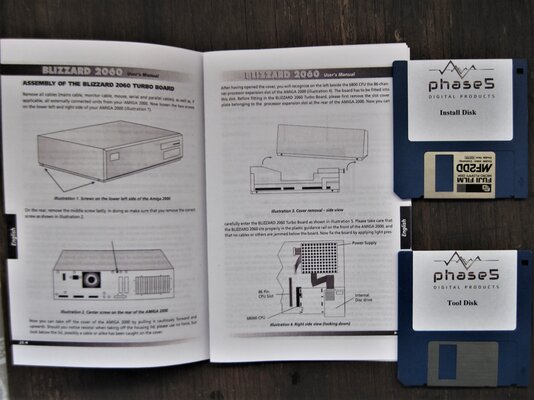 BLIZZARD 2060 User's Manual
ASSEMBLY OF THE BLIZZARD 2060 TURBO BOARD
Remove all cables (mains cable, monitor cable, mouse, serial and parallel cables), as well as, if
applicable, all externally connected units from your AMIGA 2000. Now loosen the two screws
on the lower left and right side of your AMIGA 2000 (Illustration 1).
Illustration 1. Screws on the lower left side of the Amiga 2000
On the rear, remove the middle screw lastly, in doing so make sure that you remove the correct
screw as shown in illustration 2.
Illustration 2. Center screw on the rear of the AMIGA 2000
Now you can take off the cover of the AMIGA 2000 by pulling it cautiously forward and
upwards. Should you notice resistance when taking off the housing lid, please use no force, but
look below the lid, possibly a cable or alike has been caught on the cover.
English
BLIZZARD 2060 User's Manual
After having opened the cover, you will recognize on the left beside the 6800 CPU the 86-chan-
nel processor expansion slot of the AMIGA 2000 (Illustration 4). The board has to be fitted into
this slot. Before fitting in the BLIZZARD 2060 Turbo Board, please first remove the slot cover
plate belonging to the processor expansion slot at the rear of the AMIGA 2000. Now you can
Illustration 3. Cover removal - side view
carefully enter the BLIZZARD 2060 Turbo Board as shown in Illustration 5. Please take care that
the BLIZZARD 2060 sits properly in the plastic guidance rail on the front of the AMIGA 2000, and
that no cables or others are jammed below the board. Now fix the board by applying light pres-
Power Supply
86 Pin
CPU Slot
Internal
Disc drive
68000 CPU
Illustration 4. Right side view (looking down)
English
phase5
DIGITAL PRODUCTS
Install Disk
FUJI FILM
MF2DD
phase5
DIGITAL PRODUCTS
Tool Disk